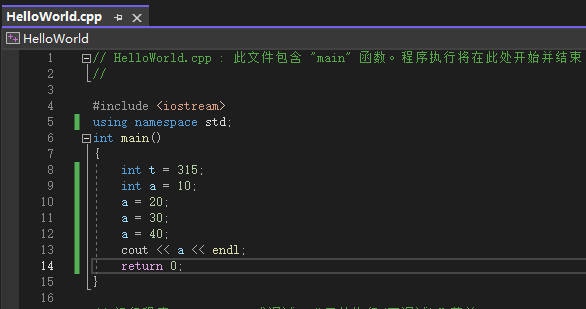 HelloWorld.cpp
HelloWorld
1 // HelloWorld.cpp : 此文件包含 "main" 函数。程序执行将在此处开始并结束
2 //
3
4 #include <iostream>
5 using namespace std;
6 int main()
7 {
8 int t = 315;
9 int a = 10;
10 a = 20;
11 a = 30;
12 a = 40;
13 cout << a << endl;
14 return 0;
15 }
16